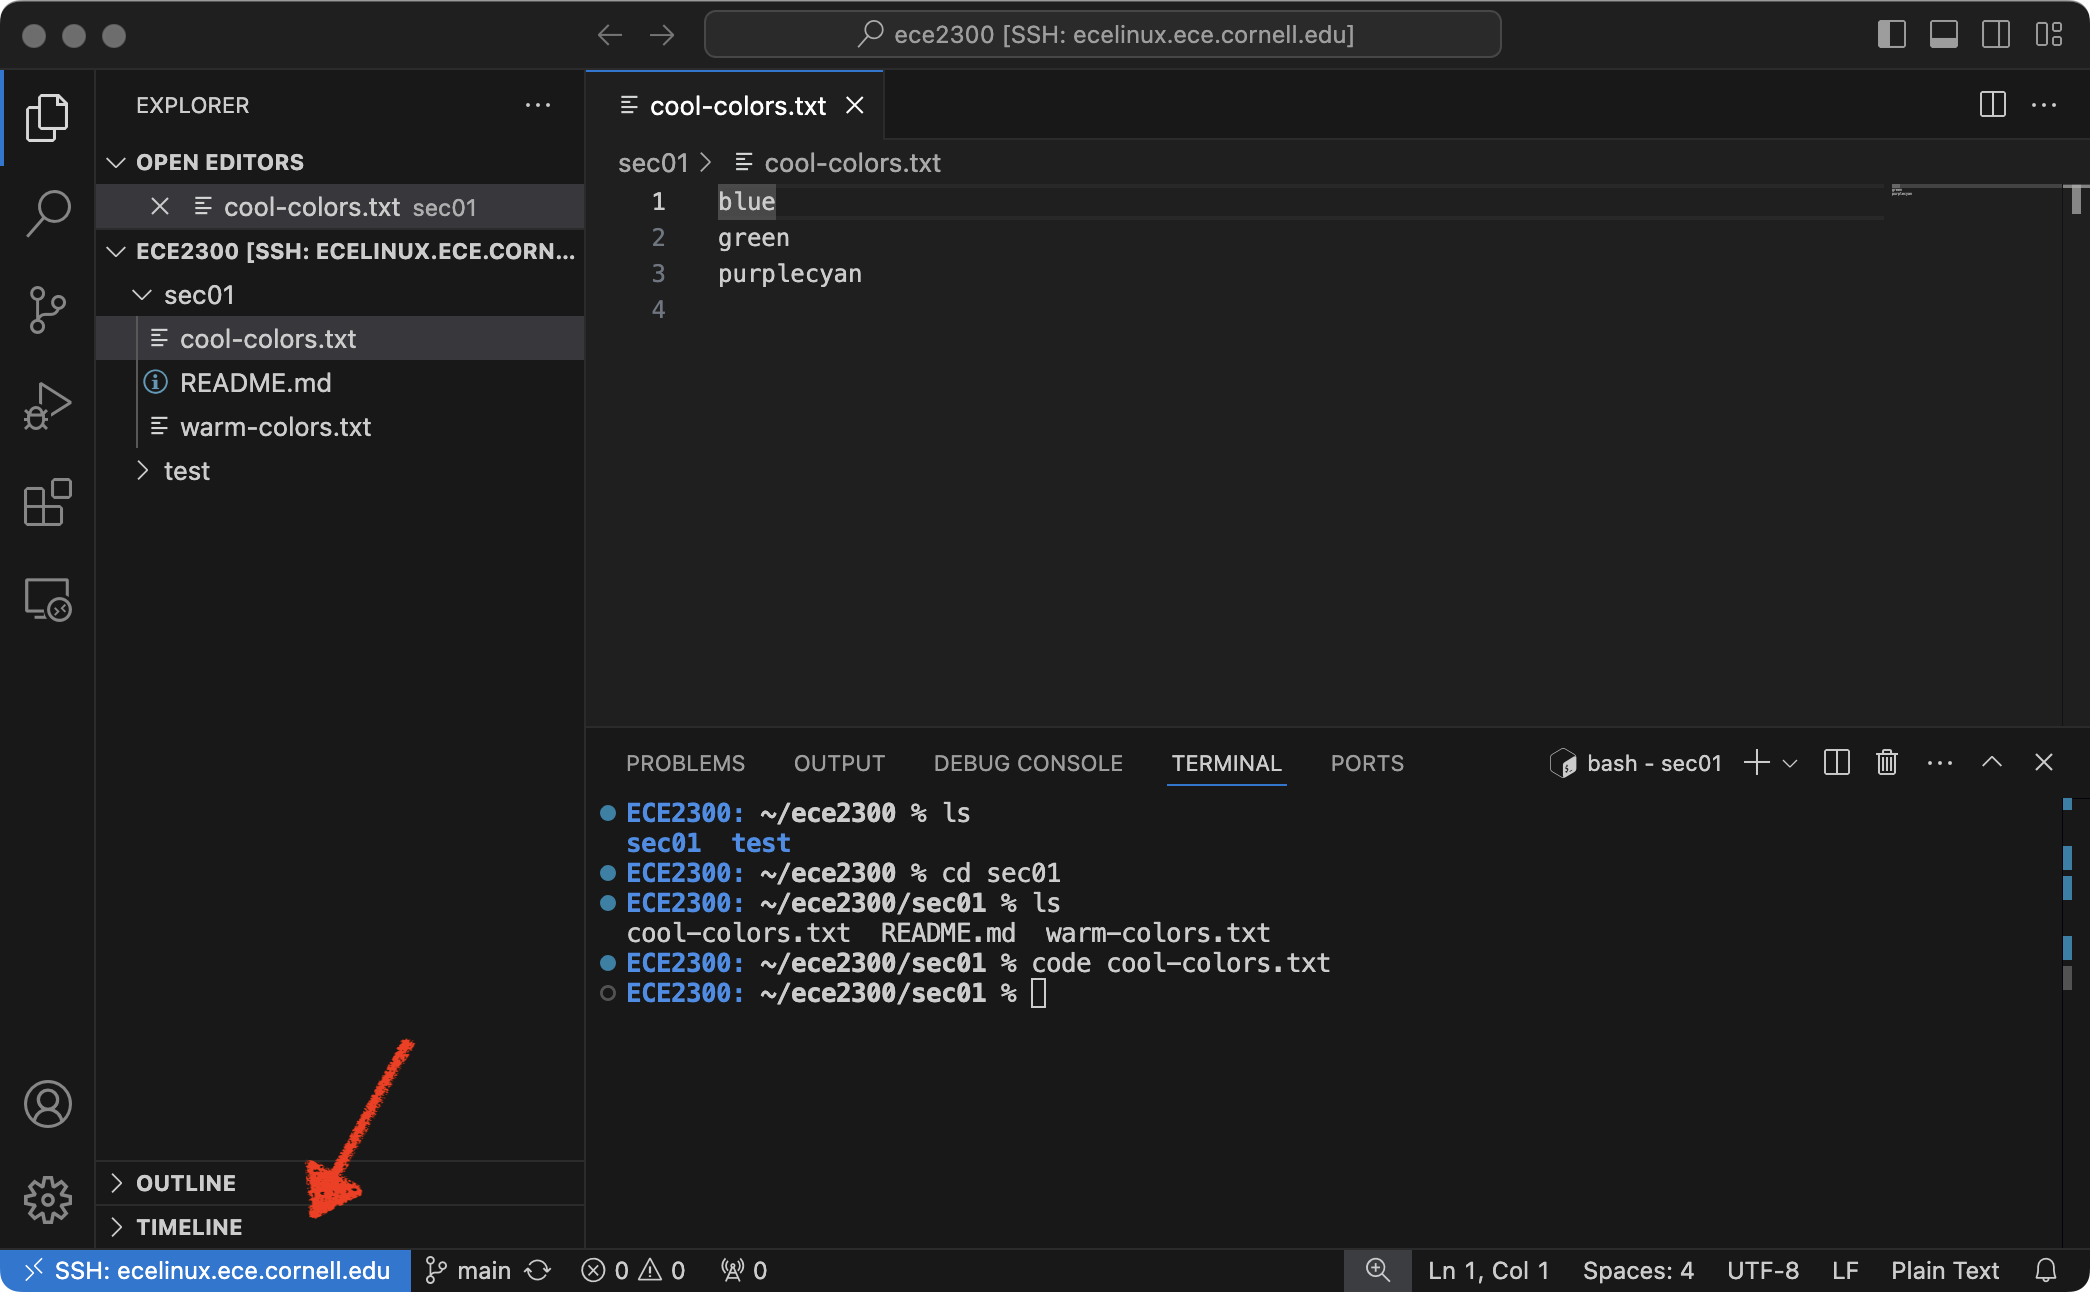 ece2300 [SSH: ecelinux.ece.cornell.edu]
EXPLORER
OPEN EDITORS
cool-colors.txt sec01
ECE2300 [SSH: ECELINUX.ECE.CORN...
sec01
cool-colors.txt
README.md
warm-colors.txt
test
OUTLINE
TIMELINE
cool-colors.txt
sec01 > cool-colors.txt
1 blue
2 green
3 purplecyan
4
PROBLEMS OUTPUT DEBUG CONSOLE TERMINAL PORTS bash - sec01
ECE2300: ~/ece2300 % ls
sec01 test
ECE2300: ~/ece2300 % cd sec01
ECE2300: ~/ece2300/sec01 % ls
cool-colors.txt README.md warm-colors.txt
ECE2300: ~/ece2300/sec01 % code cool-colors.txt
ECE2300: ~/ece2300/sec01 %
SSH: ecelinux.ece.cornell.edu main 0 0 0 Ln 1, Col 1 Spaces: 4 UTF-8 LF Plain Text